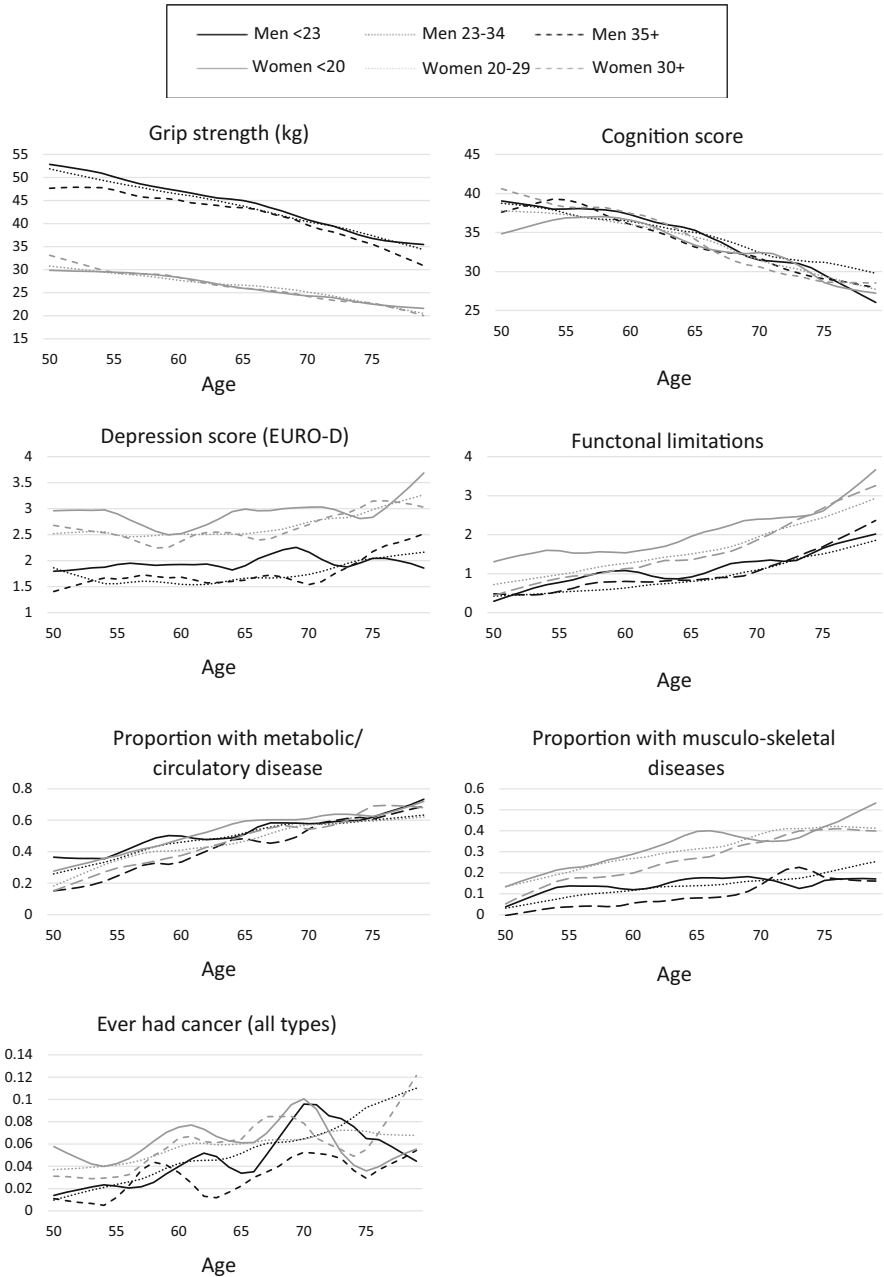 Men <23 Men 23-34 Men 35+
Women <20 Women 20-29 Women 30+
Grip strength (kg)
55
50
45
40
35
30
25
20
15
50 55 60 65 70 75
Age
Cognition score
45
40
35
30
25
50 55 60 65 70 75
Age
Depression score (EURO-D)
4
3.5
3
2.5
2
1.5
1
50 55 60 65 70 75
Age
Functonal limitations
4
3
2
1
0
50 55 60 65 70 75
Age
Proportion with metabolic/
circulatory disease
0.8
0.6
0.4
0.2
0
50 55 60 65 70 75
Age
Proportion with musculo-skeletal
diseases
0.6
0.5
0.4
0.3
0.2
0.1
0
50 55 60 65 70 75
Age
Ever had cancer (all types)
0.14
0.12
0.1
0.08
0.06
0.04
0.02
0
50 55 60 65 70 75
Age